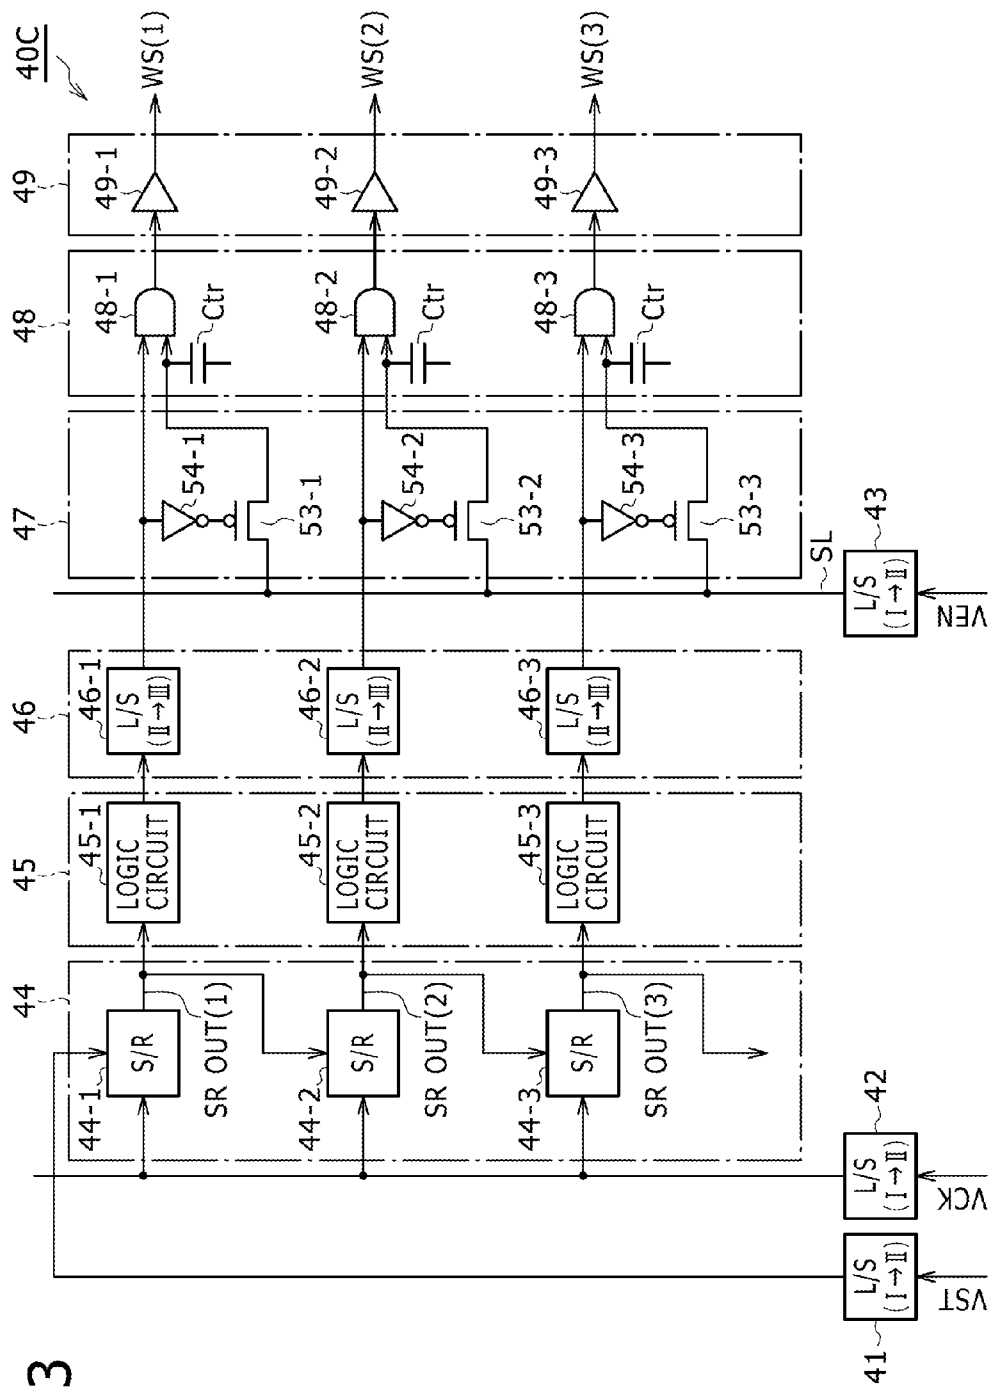 3
40C
44
45
46
47
48
49
44-1
S/R
SR OUT(1)
45-1
LOGIC
CIRCUIT
46-1
L/S
(II→III)
54-1
53-1
48-1
Ctr
49-1
WS(1)
44-2
S/R
SR OUT(2)
45-2
LOGIC
CIRCUIT
46-2
L/S
(II→III)
54-2
53-2
48-2
Ctr
49-2
WS(2)
44-3
S/R
SR OUT(3)
45-3
LOGIC
CIRCUIT
46-3
L/S
(II→III)
54-3
53-3
48-3
Ctr
49-3
WS(3)
41
L/S
(I→II)
VST
42
L/S
(I→II)
VCK
SL
43
L/S
(I→II)
VEN